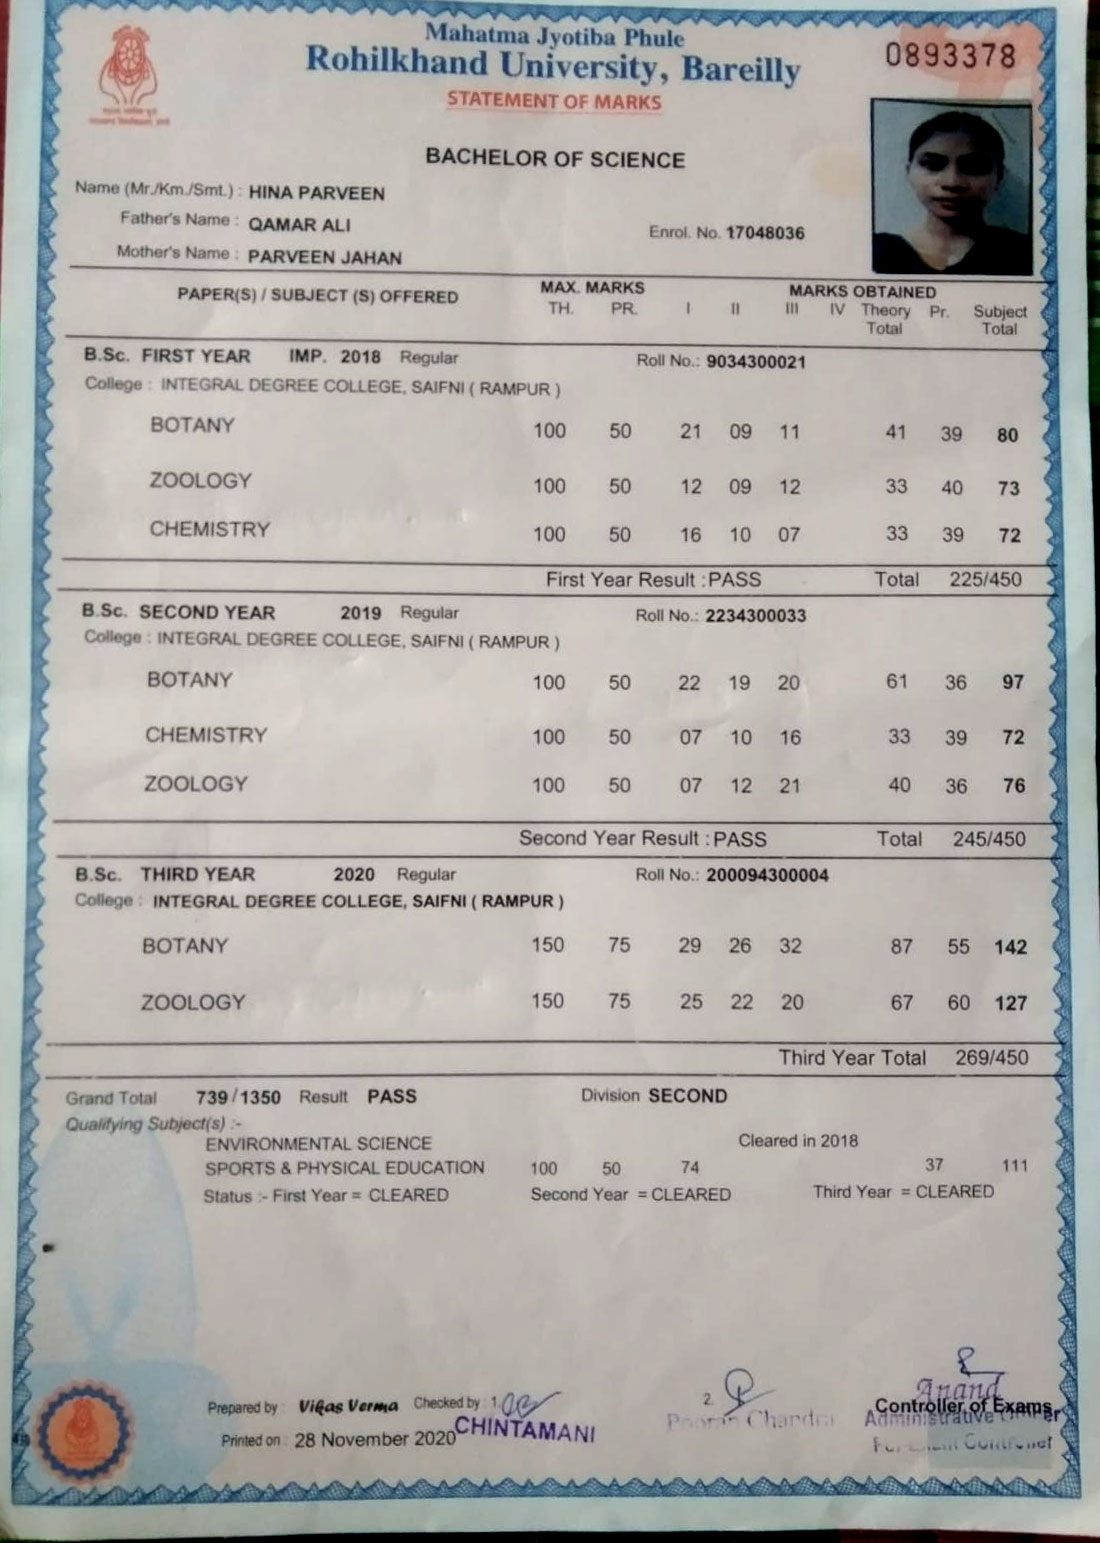 Mahatma Jyotiba Phule
Rohilkhand University, Bareilly
0893378
STATEMENT OF MARKS
BACHELOR OF SCIENCE
Name (Mr./Km./Smt.) : HINA PARVEEN
Father's Name : QAMAR ALI
Enrol. No. 17048036
Mother's Name : PARVEEN JAHAN
PAPER(S) / SUBJECT (S) OFFERED MAX. MARKS MARKS OBTAINED
TH. PR. I II III IV Theory Total Pr. Subject Total
B.Sc. FIRST YEAR IMP. 2018 Regular Roll No.: 9034300021
College : INTEGRAL DEGREE COLLEGE, SAIFNI ( RAMPUR )
BOTANY 100 50 21 09 11 41 39 80
ZOOLOGY 100 50 12 09 12 33 40 73
CHEMISTRY 100 50 16 10 07 33 39 72
First Year Result : PASS Total 225/450
B.Sc. SECOND YEAR 2019 Regular Roll No.: 2234300033
College : INTEGRAL DEGREE COLLEGE, SAIFNI ( RAMPUR )
BOTANY 100 50 22 19 20 61 36 97
CHEMISTRY 100 50 07 10 16 33 39 72
ZOOLOGY 100 50 07 12 21 40 36 76
Second Year Result : PASS Total 245/450
B.Sc. THIRD YEAR 2020 Regular Roll No.: 200094300004
College : INTEGRAL DEGREE COLLEGE, SAIFNI ( RAMPUR )
BOTANY 150 75 29 26 32 87 55 142
ZOOLOGY 150 75 25 22 20 67 60 127
Third Year Total 269/450
Grand Total 739/1350 Result PASS Division SECOND
Qualifying Subject(s) :-
ENVIRONMENTAL SCIENCE Cleared in 2018
SPORTS & PHYSICAL EDUCATION 100 50 74 37 111
Status :- First Year = CLEARED Second Year = CLEARED Third Year = CLEARED
Prepared by : Vikas Verma Checked by : 1. 2.
CHINTAMANI Pooran Chandra Anand
Controller of Exams.
Administrative
Printed on : 28 November 2020